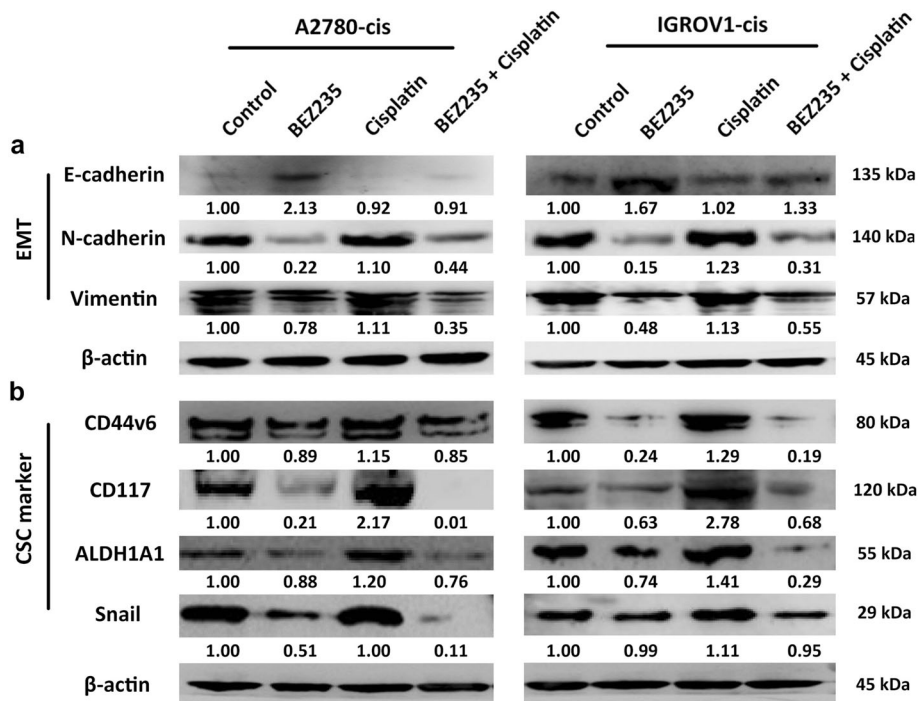 A2780-cis IGROV1-cis
Control BEZ235 Cisplatin BEZ235 + Cisplatin Control BEZ235 Cisplatin BEZ235 + Cisplatin
a
EMT
E-cadherin 135 kDa
1.00 2.13 0.92 0.91 1.00 1.67 1.02 1.33
N-cadherin 140 kDa
1.00 0.22 1.10 0.44 1.00 0.15 1.23 0.31
Vimentin 57 kDa
1.00 0.78 1.11 0.35 1.00 0.48 1.13 0.55
β-actin 45 kDa
b
CSC marker
CD44v6 80 kDa
1.00 0.89 1.15 0.85 1.00 0.24 1.29 0.19
CD117 120 kDa
1.00 0.21 2.17 0.01 1.00 0.63 2.78 0.68
ALDH1A1 55 kDa
1.00 0.88 1.20 0.76 1.00 0.74 1.41 0.29
Snail 29 kDa
1.00 0.51 1.00 0.11 1.00 0.99 1.11 0.95
β-actin 45 kDa